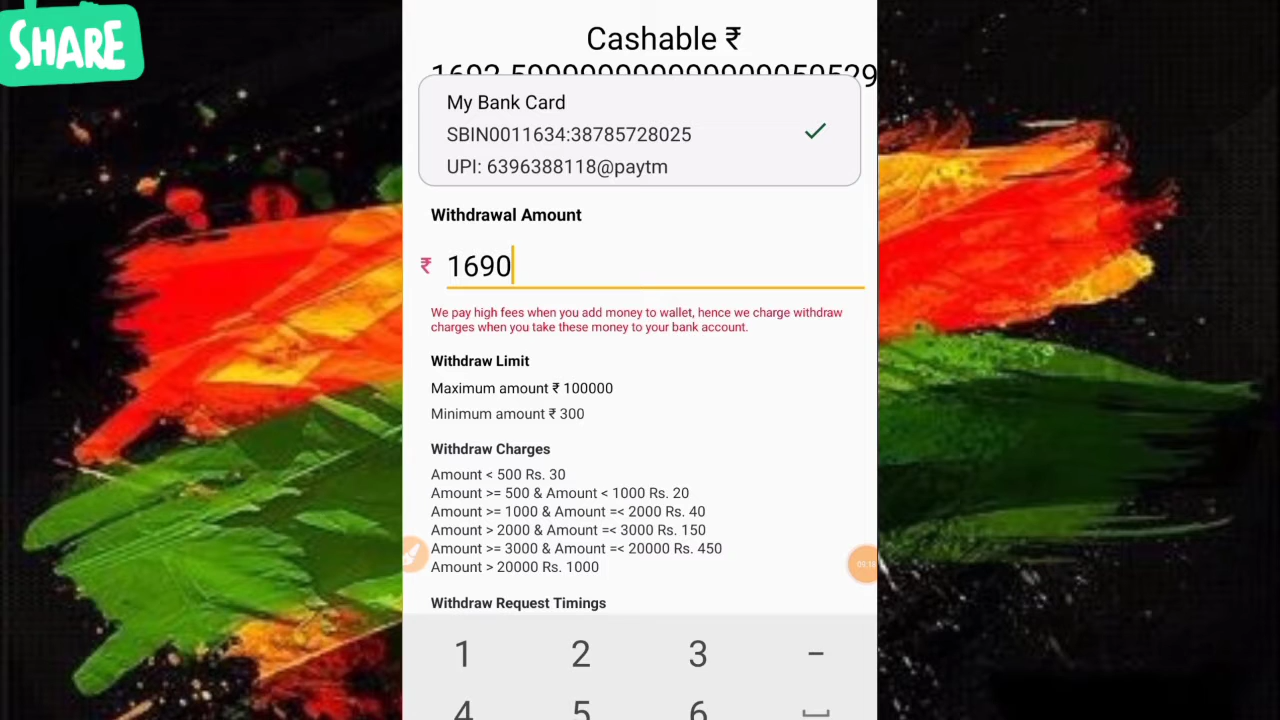 SHARE
Cashable ₹
My Bank Card
SBIN0011634:38785728025
UPI: 6396388118@paytm
Withdrawal Amount
₹ 1690
We pay high fees when you add money to wallet, hence we charge withdraw
charges when you take these money to your bank account.
Withdraw Limit
Maximum amount ₹ 100000
Minimum amount ₹ 300
Withdraw Charges
Amount < 500 Rs. 30
Amount >= 500 & Amount < 1000 Rs. 20
Amount >= 1000 & Amount =< 2000 Rs. 40
Amount > 2000 & Amount =< 3000 Rs. 150
Amount >= 3000 & Amount =< 20000 Rs. 450
Amount > 20000 Rs. 1000
Withdraw Request Timings
1 2 3 −
4 5 6